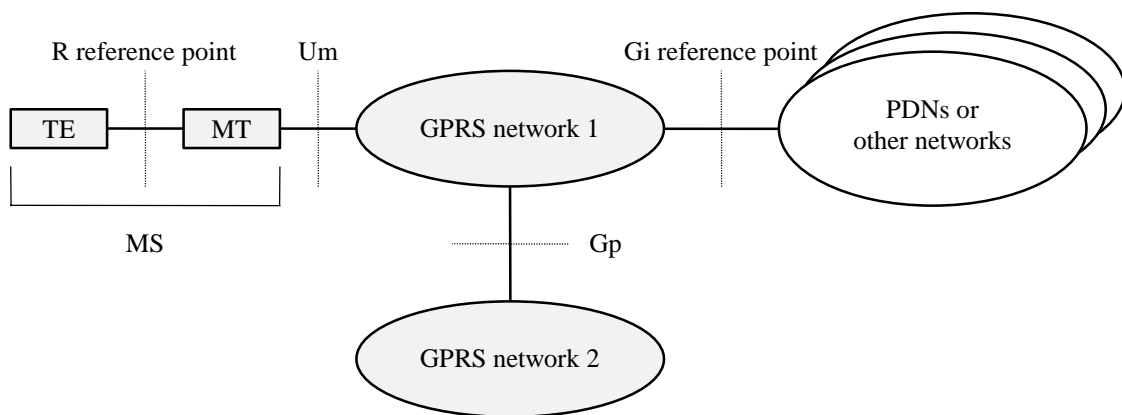 R reference point
Um
Gi reference point
TE
MT
GPRS network 1
PDNs or
other networks
MS
Gp
GPRS network 2